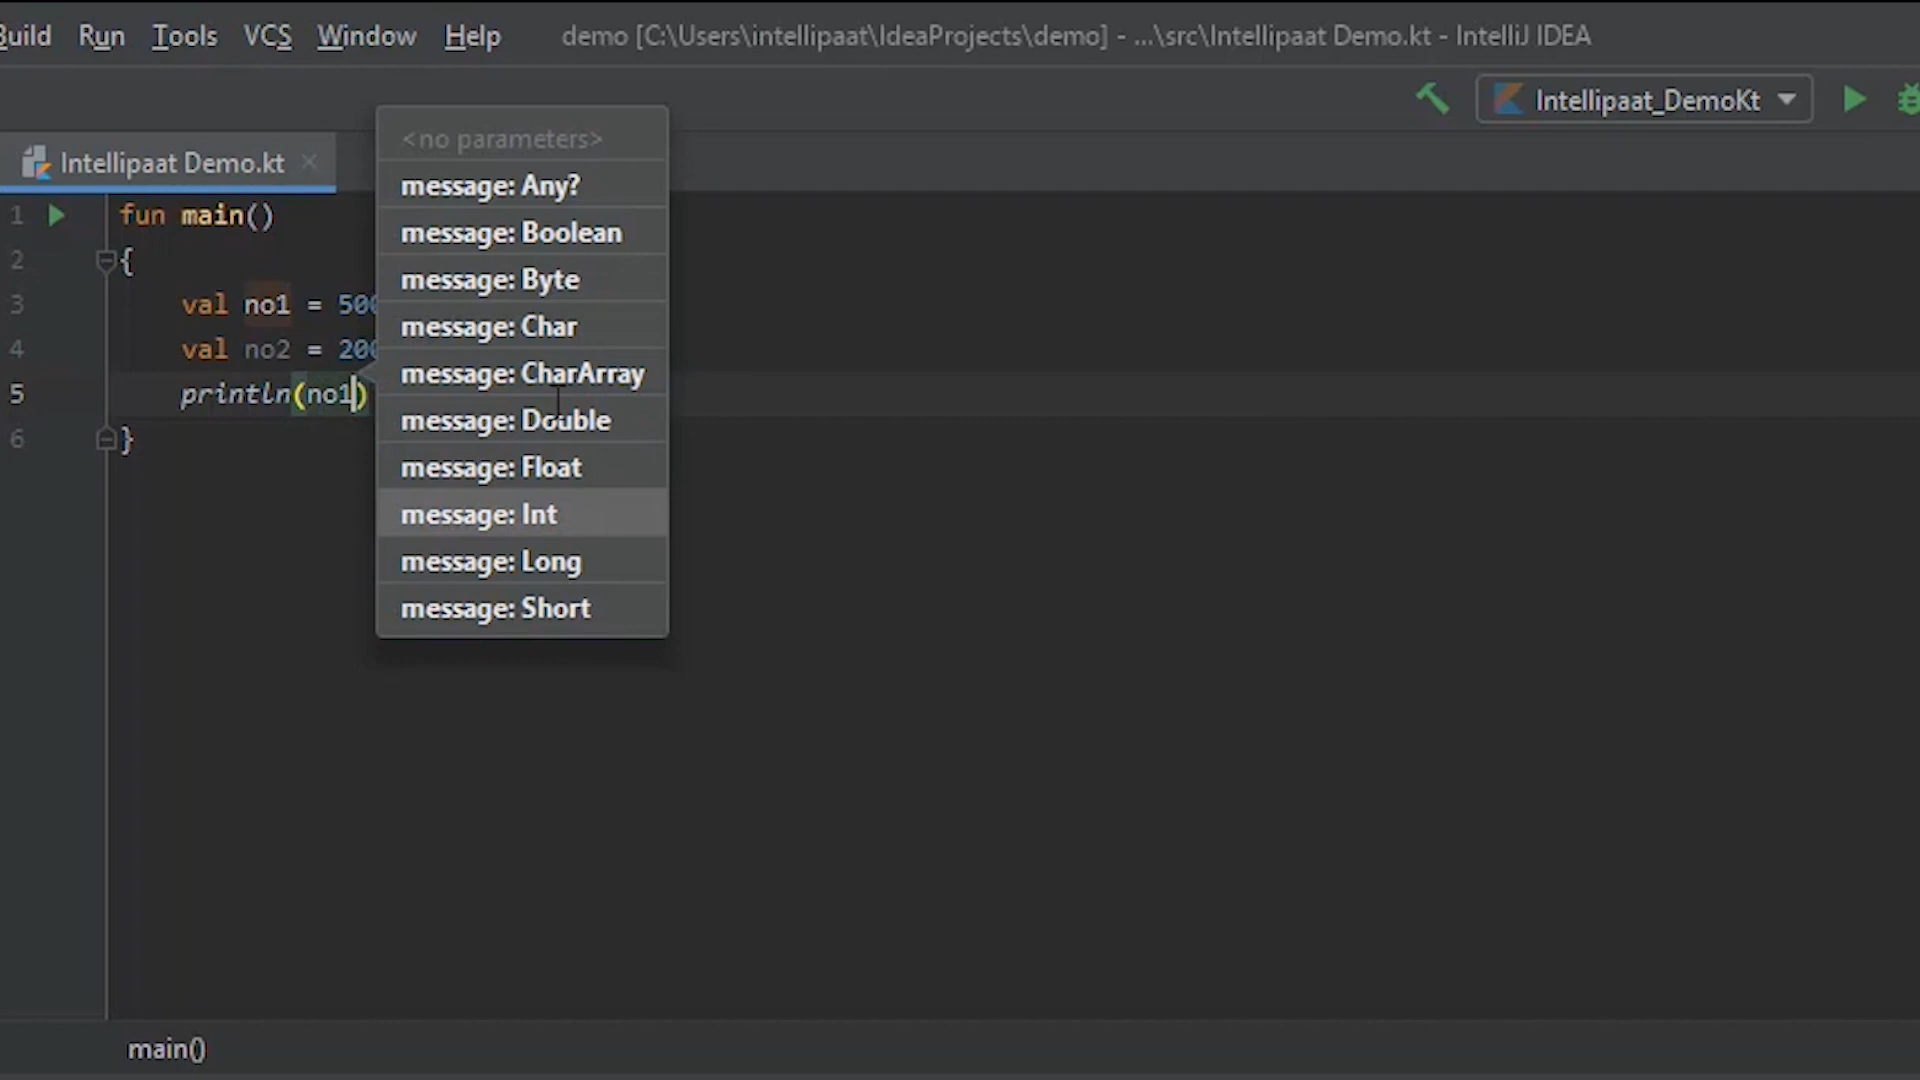 Build Run Tools VCS Window Help demo [C:\Users\intellipaat\IdeaProjects\demo] - ...\src\Intellipaat Demo.kt - IntelliJ IDEA
Intellipaat_DemoKt
Intellipaat Demo.kt
<no parameters>
message: Any?
message: Boolean
message: Byte
message: Char
message: CharArray
message: Double
message: Float
message: Int
message: Long
message: Short
1 fun main()
2 {
3 val no1 = 500
4 val no2 = 200
5 println(no1)
6 }
main()